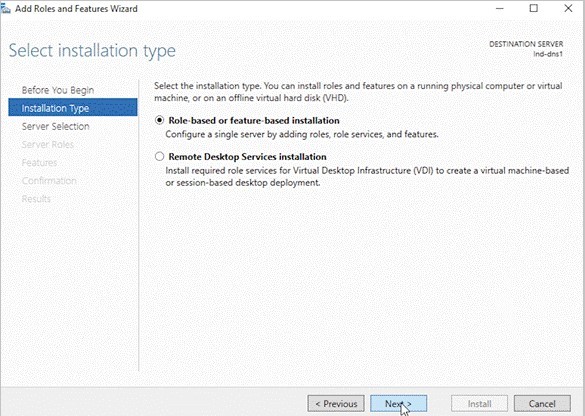 Add Roles and Features Wizard
Select installation type
DESTINATION SERVER
lnd-dns1
Before You Begin
Installation Type
Server Selection
Server Roles
Features
Confirmation
Results
Select the installation type. You can install roles and features on a running physical computer or virtual
machine, or on an offline virtual hard disk (VHD).
Role-based or feature-based installation
Configure a single server by adding roles, role services, and features.
Remote Desktop Services installation
Install required role services for Virtual Desktop Infrastructure (VDI) to create a virtual machine-based
or session-based desktop deployment.
< Previous
Next >
Install
Cancel